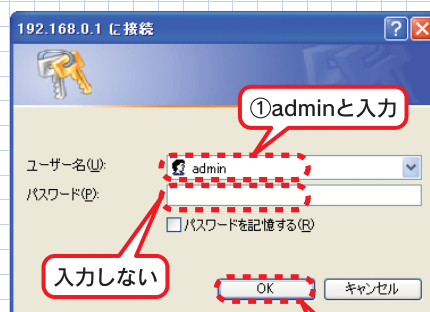 192.168.0.1 に接続
①adminと入力
ユーザー名(U):
admin
パスワード(P):
パスワードを記憶する(R)
入力しない
OK
キャンセル